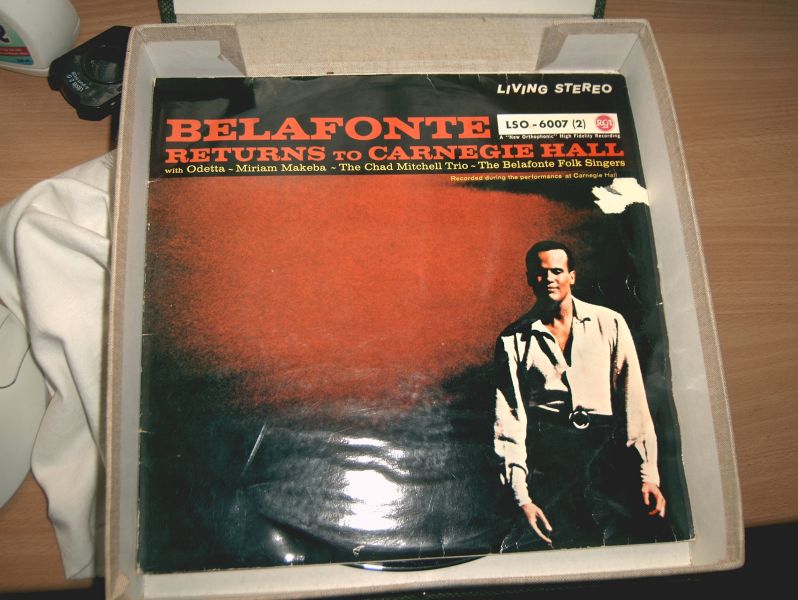 LIVING STEREO
BELAFONTE
LSO-6007 (2)
RCA
A "New Orthophonic" High Fidelity Recording
RETURNS TO CARNEGIE HALL
with Odetta ~ Miriam Makeba ~ The Chad Mitchell Trio ~ The Belafonte Folk Singers
Recorded during the performance at Carnegie Hall